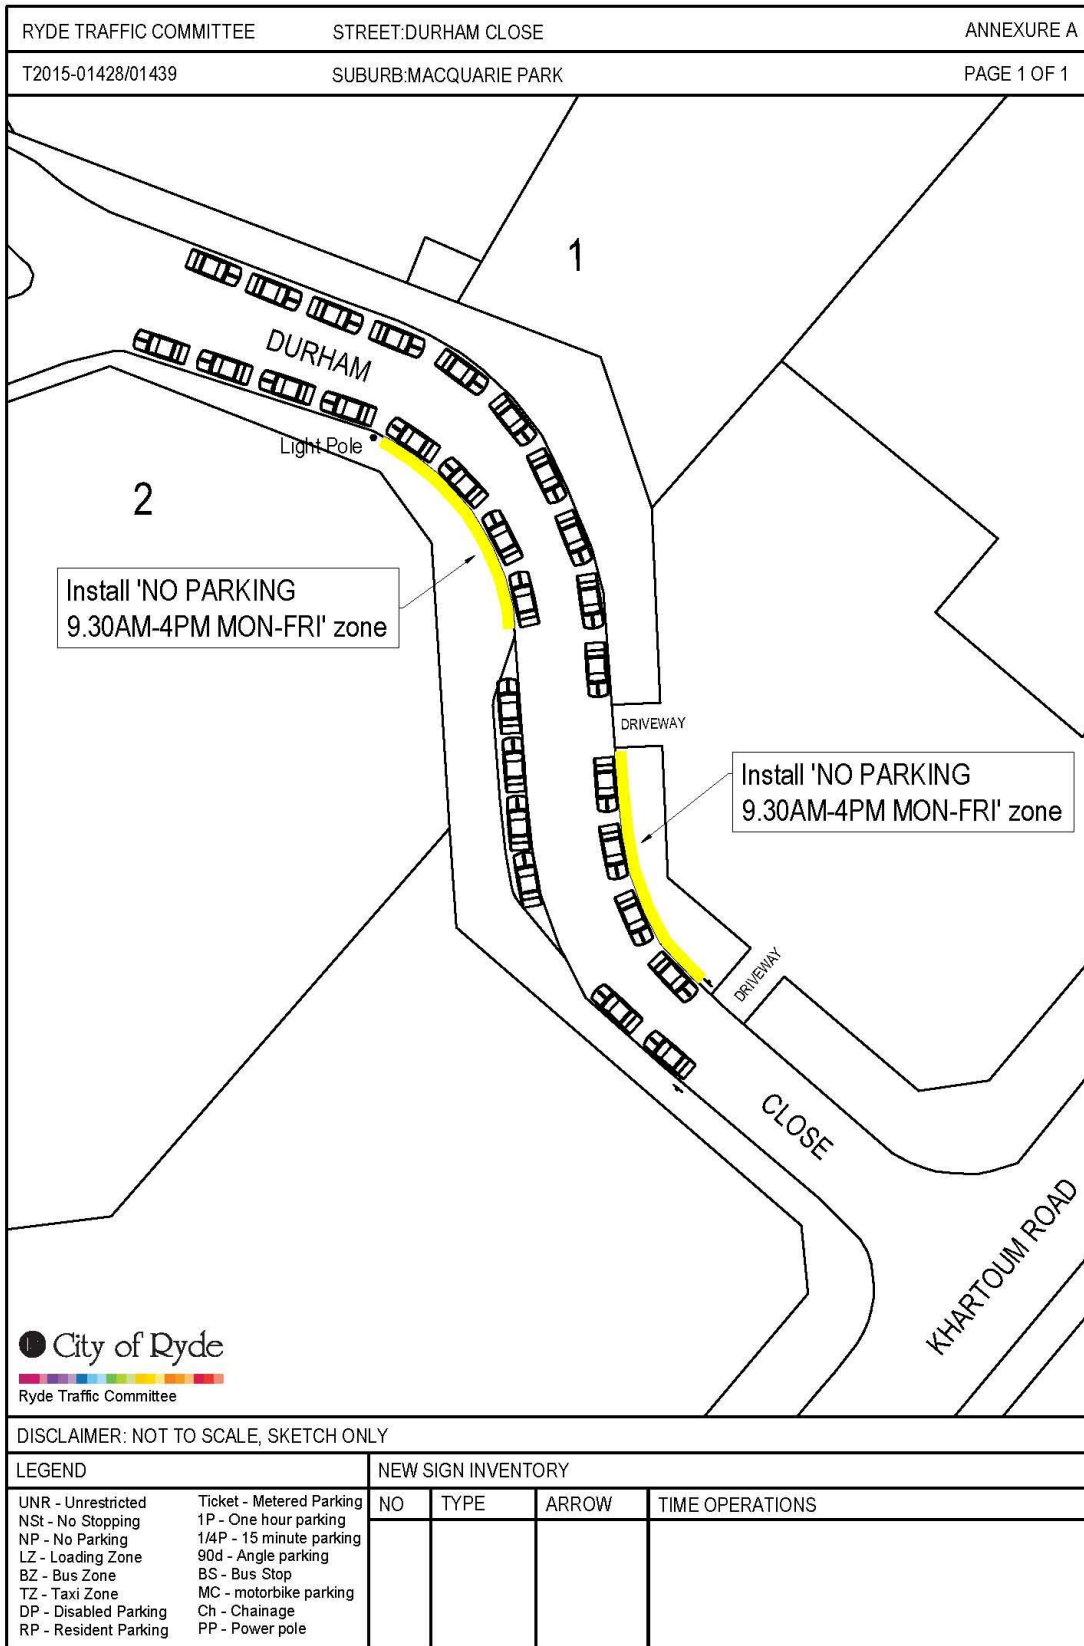 RYDE TRAFFIC COMMITTEE STREET:DURHAM CLOSE ANNEXURE A
T2015-01428/01439 SUBURB:MACQUARIE PARK PAGE 1 OF 1
1
DURHAM
Light Pole
2
Install 'NO PARKING
9.30AM-4PM MON-FRI' zone
DRIVEWAY
Install 'NO PARKING
9.30AM-4PM MON-FRI' zone
DRIVEWAY
CLOSE
KHARTOUM ROAD
City of Ryde
Ryde Traffic Committee
DISCLAIMER: NOT TO SCALE, SKETCH ONLY
LEGEND
UNR - Unrestricted
NSt - No Stopping
NP - No Parking
LZ - Loading Zone
BZ - Bus Zone
TZ - Taxi Zone
DP - Disabled Parking
RP - Resident Parking
Ticket - Metered Parking
1P - One hour parking
1/4P - 15 minute parking
90d - Angle parking
BS - Bus Stop
MC - motorbike parking
Ch - Chainage
PP - Power pole
NEW SIGN INVENTORY
NO TYPE ARROW TIME OPERATIONS